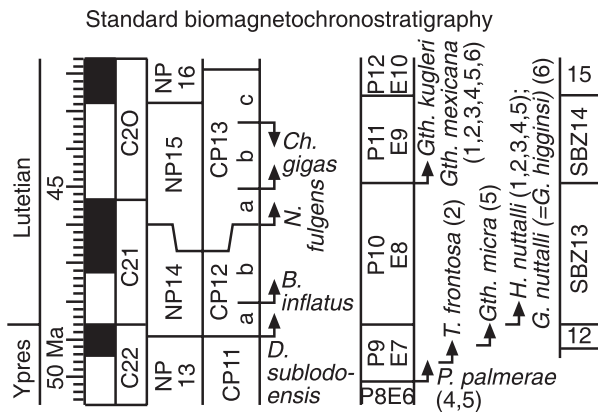 Standard biomagnetochronostratigraphy
Lutetian
Ypres
45
50 Ma
C20
C21
C22
NP
16
NP15
NP14
NP
13
CP13
c
b
a
CP12
b
a
CP11
Ch.
gigas
N.
fulgens
B.
inflatus
D.
sublodo-
ensis
P12
E10
P11
E9
P10
E8
P9
E7
P8E6
Gth. kugleri
Gth. mexicana
(1,2,3,4,5,6)
T. frontosa (2)
Gth. micra (5)
H. nuttalli (1,2,3,4,5);
G. nuttalli (=G. higginsi) (6)
P. palmerae
(4,5)
15
SBZ14
SBZ13
12